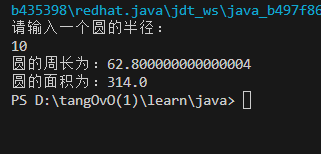 b435398\redhat.java\jdt_ws\java_b497f86
请输入一个圆的半径：
10
圆的周长为：62.800000000000004
圆的面积为：314.0
PS D:\tangOvO(1)\learn\java>